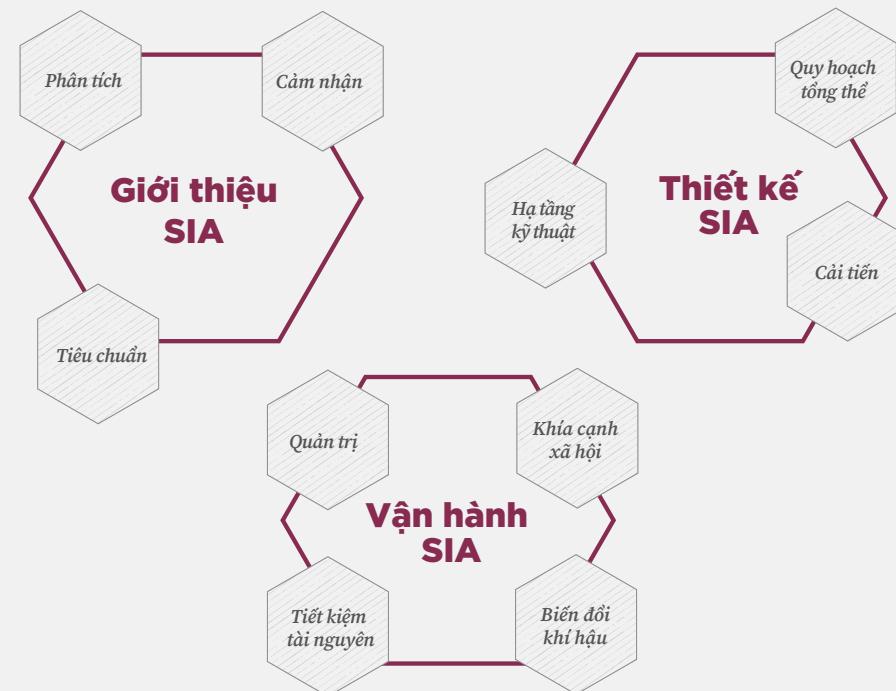 Phân tích
Cảm nhận
Giới thiệu
SIA
Tiêu chuẩn
Quy hoạch
tổng thể
Thiết kế
SIA
Hạ tầng
kỹ thuật
Cải tiến
Quản trị
Khía cạnh
xã hội
Vận hành
SIA
Tiết kiệm
tài nguyên
Biến đổi
khí hậu